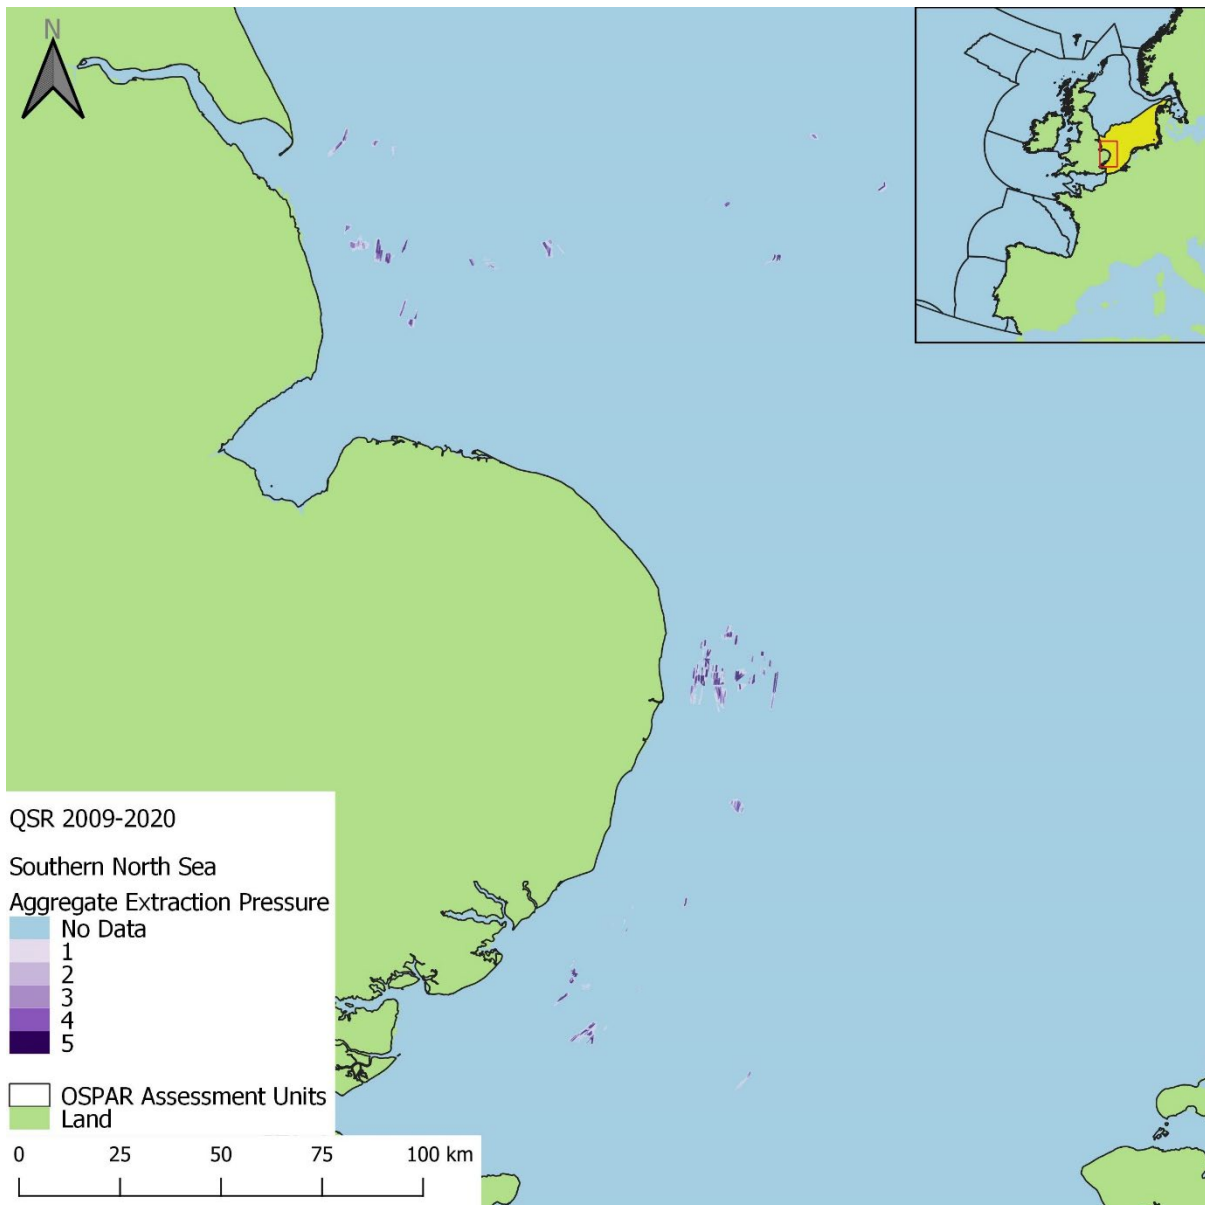 N
QSR 2009-2020
Southern North Sea
Aggregate Extraction Pressure
No Data
1
2
3
4
5
OSPAR Assessment Units
Land
0 25 50 75 100 km